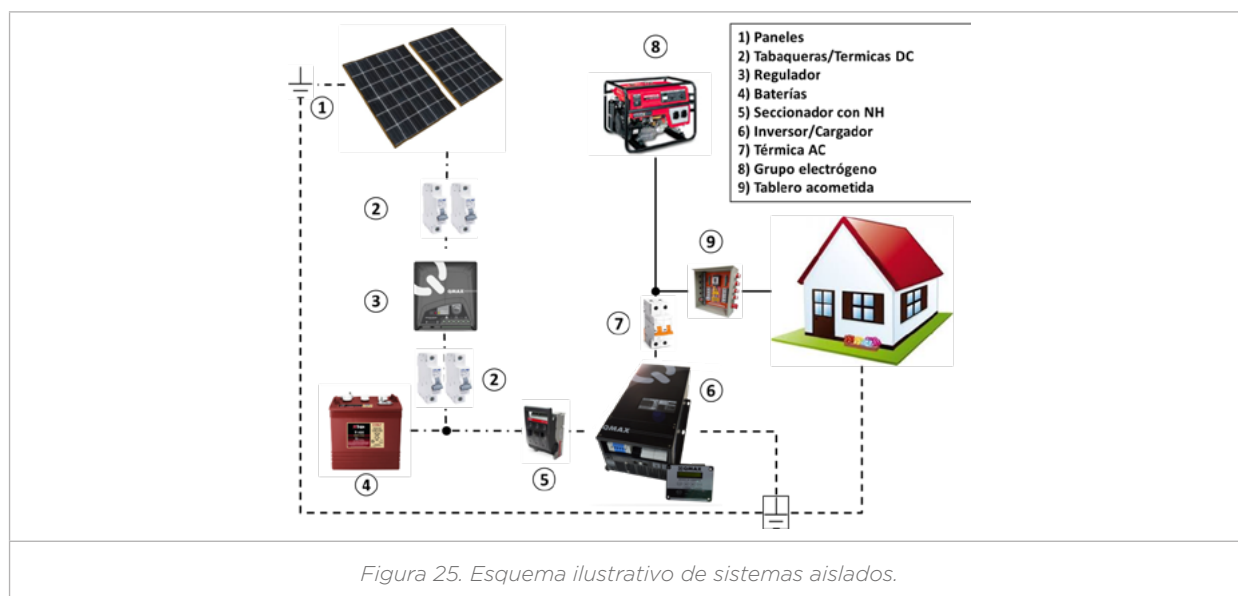 8
1) Paneles
2) Tabaqueras/Termicas DC
3) Regulador
4) Baterías
5) Seccionador con NH
6) Inversor/Cargador
7) Térmica AC
8) Grupo electrógeno
9) Tablero acometida
1
2
9
3
QMAX
7
2
6
QMAX
4
5
Figura 25. Esquema ilustrativo de sistemas aislados.